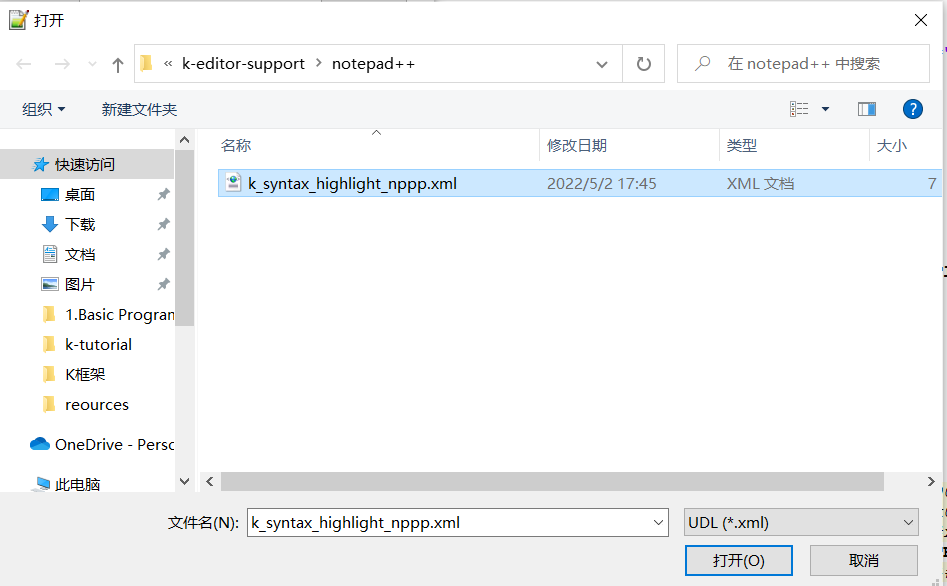 打开
« k-editor-support > notepad++
在 notepad++ 中搜索
组织
新建文件夹
?
名称 修改日期 类型 大小
k_syntax_highlight_nppp.xml 2022/5/2 17:45 XML 文档 7
快速访问
桌面
下载
文档
图片
1.Basic Program
k-tutorial
K框架
reources
OneDrive - Perso
此电脑
文件名(N): k_syntax_highlight_nppp.xml UDL (*.xml)
打开(O) 取消